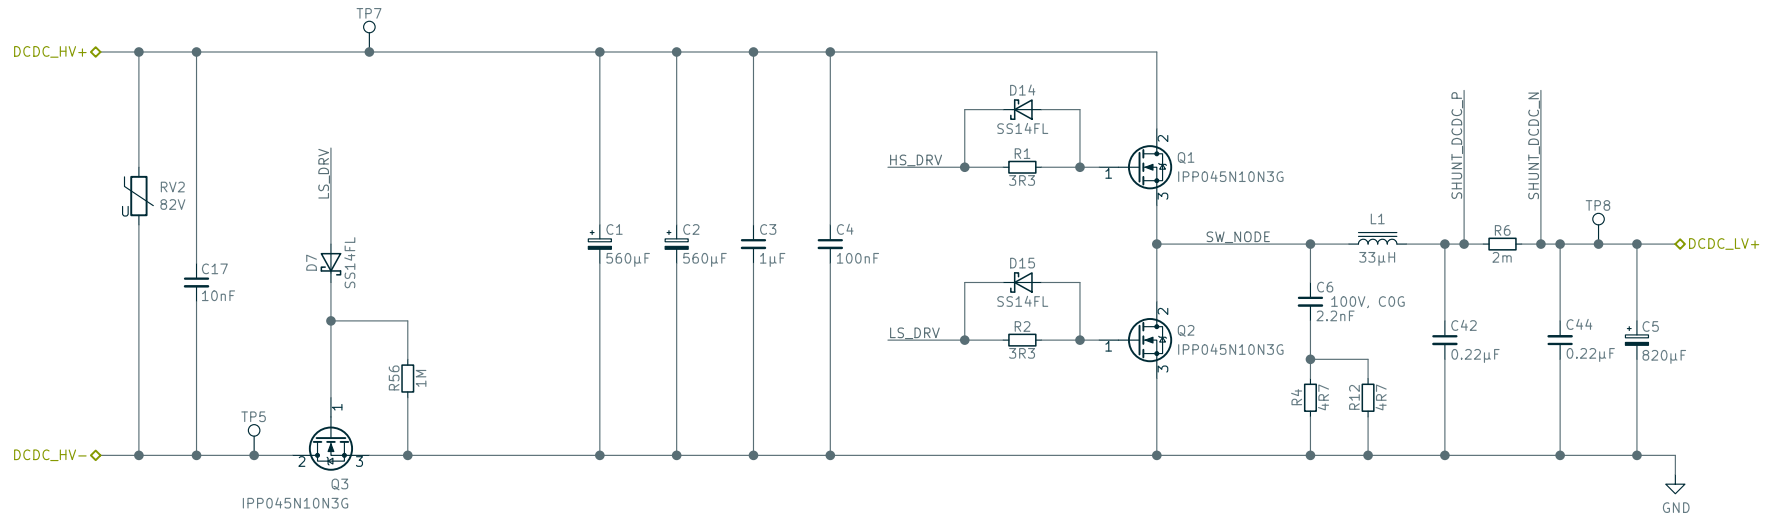 TP7
DCDC_HV+
RV2
82V
U
C17
10nF
LS_DRV
D7
SS14FL
R56
1M
TP5
DCDC_HV-
1
2
3
Q3
IPP045N10N3G
+
C1
560µF
+
C2
560µF
C3
1µF
C4
100nF
D14
SS14FL
HS_DRV
R1
3R3
1
2
3
Q1
IPP045N10N3G
D15
SS14FL
LS_DRV
R2
3R3
1
2
3
Q2
IPP045N10N3G
SW_NODE
C6
100V, C0G
2.2nF
R4
4R7
R12
4R7
L1
33µH
SHUNT_DCDC_P
SHUNT_DCDC_N
R6
2m
TP8
DCDC_LV+
C42
0.22µF
C44
0.22µF
+
C5
820µF
GND